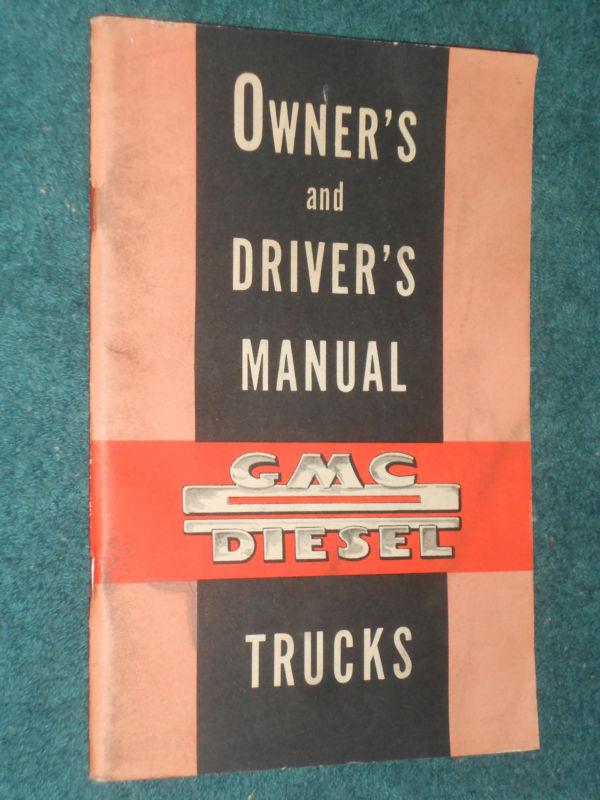 OWNER'S
and
DRIVER'S
MANUAL
GMC
DIESEL
TRUCKS